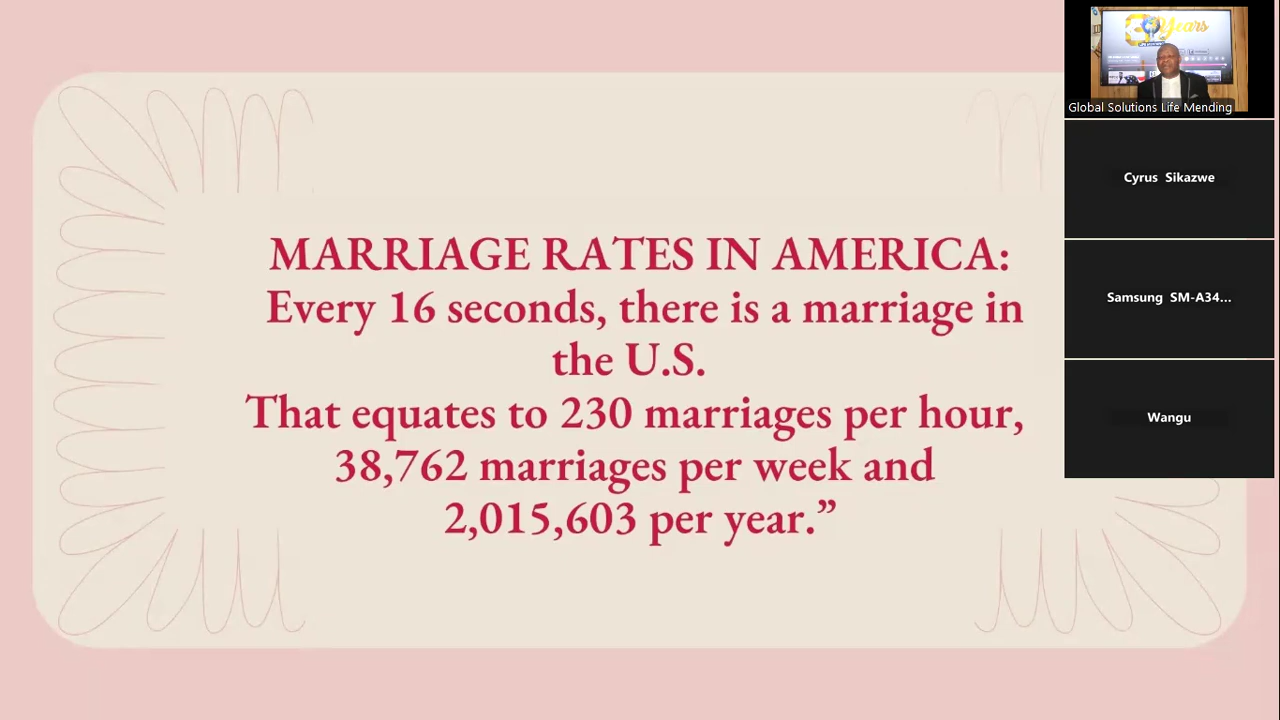 MARRIAGE RATES IN AMERICA:
Every 16 seconds, there is a marriage in
the U.S.
That equates to 230 marriages per hour,
38,762 marriages per week and
2,015,603 per year.”
Years
Global Solutions Life Mending
Cyrus Sikazwe
Samsung SM-A34...
Wangu